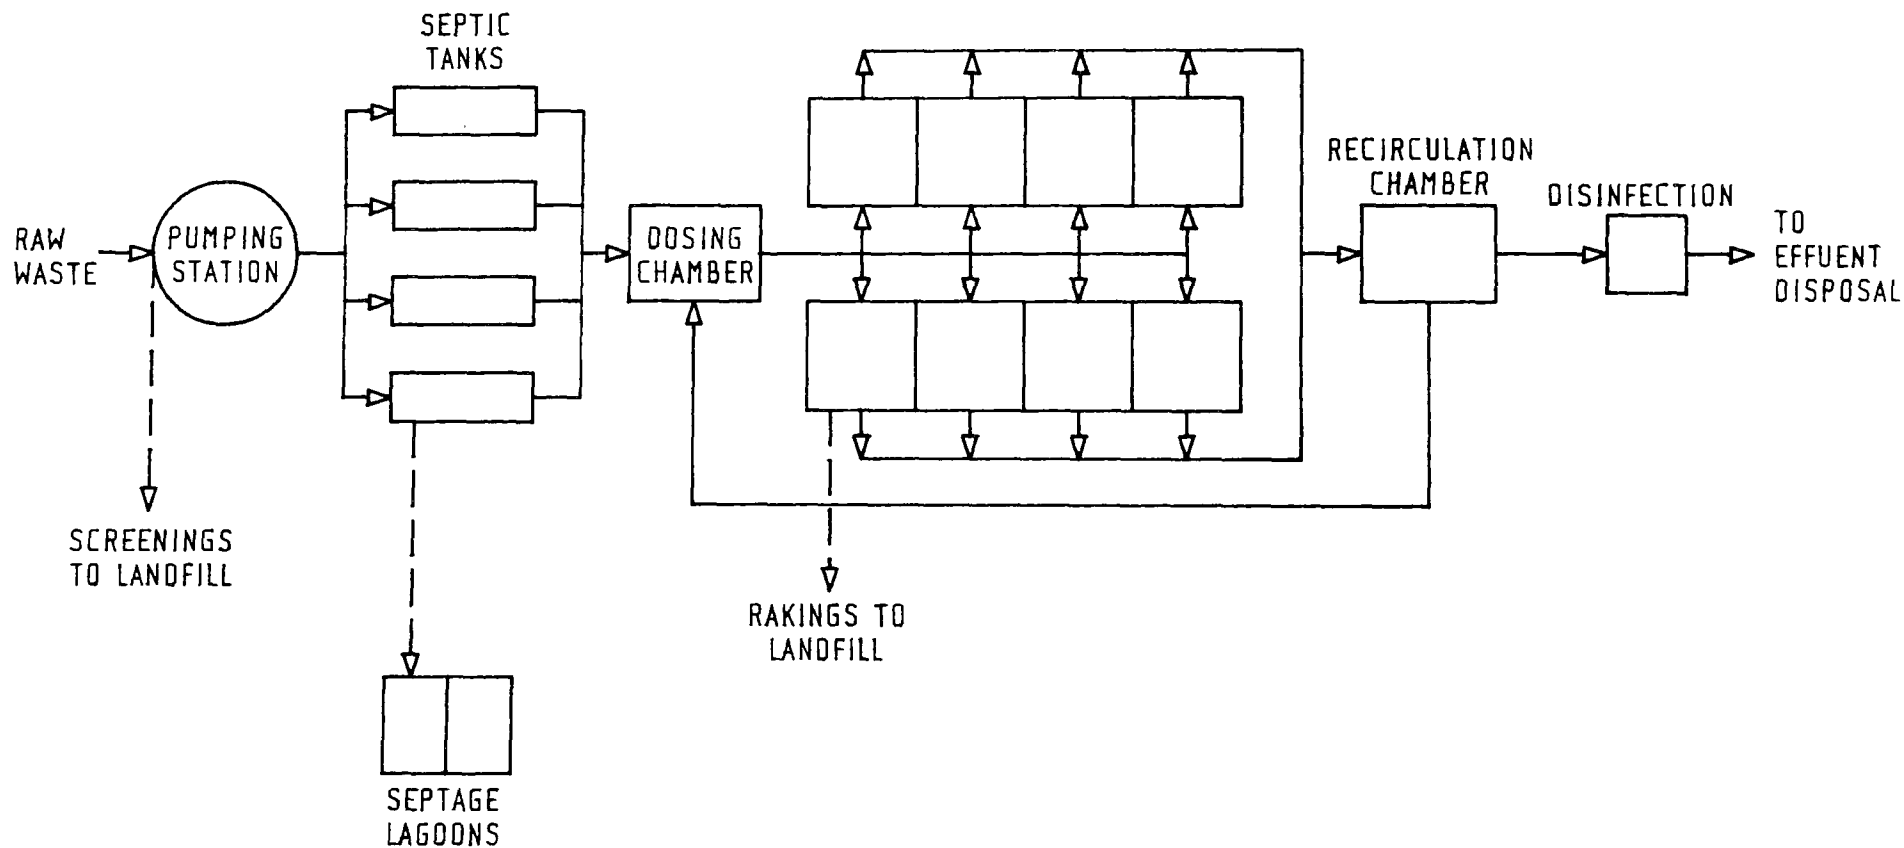 SEPTIC
TANKS
RAW
WASTE
PUMPING
STATION
DOSING
CHAMBER
RECIRCULATION
CHAMBER
DISINFECTION
TO
EFFUENT
DISPOSAL
SCREENINGS
TO LANDFILL
RAKINGS TO
LANDFILL
SEPTAGE
LAGOONS